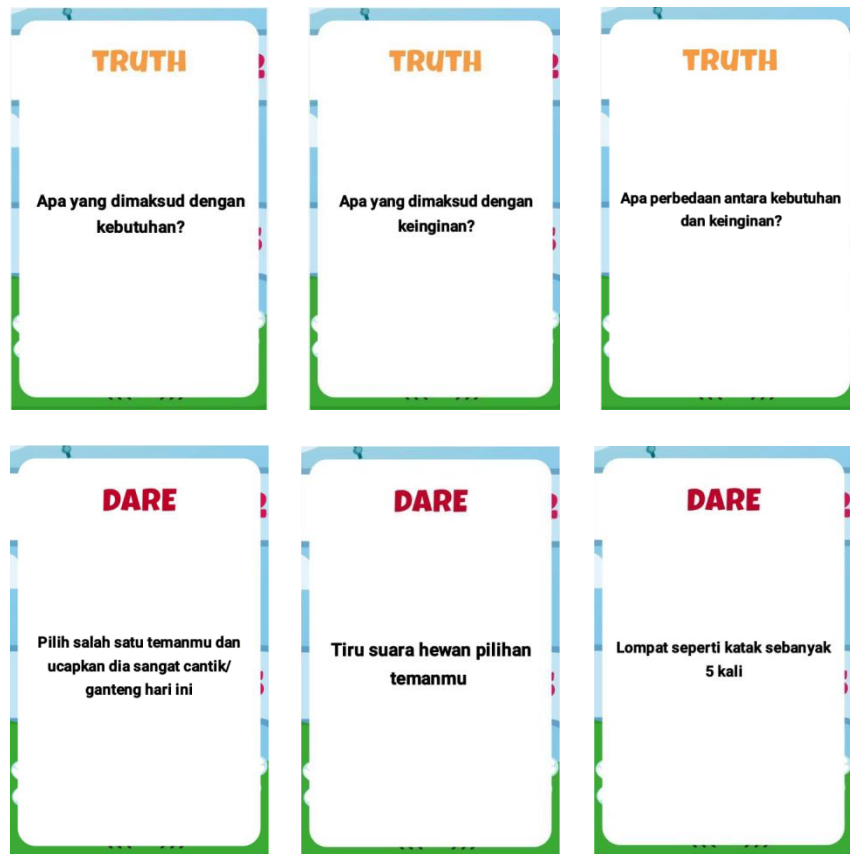 TRUTH
Apa yang dimaksud dengan
kebutuhan?
TRUTH
Apa yang dimaksud dengan
keinginan?
TRUTH
Apa perbedaan antara kebutuhan
dan keinginan?
DARE
Pilih salah satu temanmu dan
ucapkan dia sangat cantik/
ganteng hari ini
DARE
Tiru suara hewan pilihan
temanmu
DARE
Lompat seperti katak sebanyak
5 kali